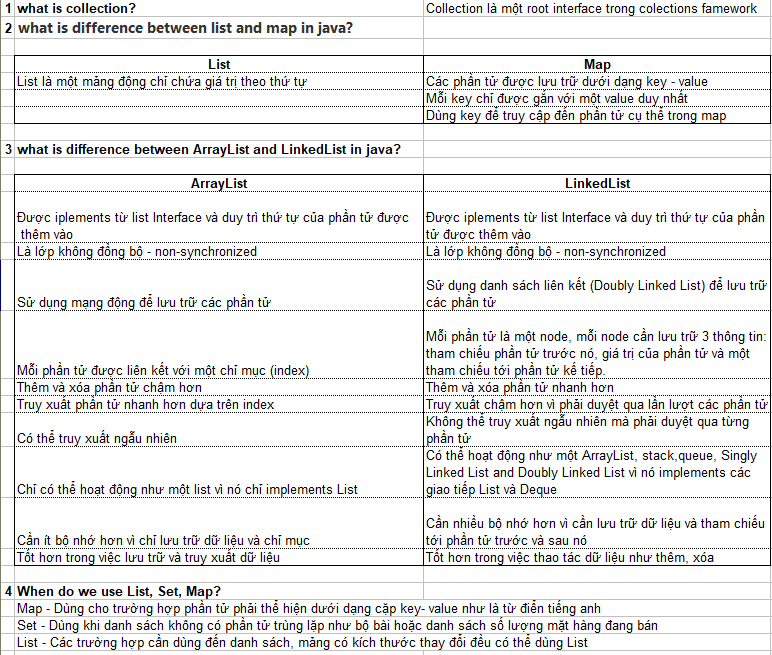 1 what is collection? Collection là một root interface trong colections famework
2 what is difference between list and map in java?
List Map
List là một mảng động chỉ chứa giá trị theo thứ tự Các phần tử được lưu trữ dưới dạng key - value
Mỗi key chỉ được gắn với một value duy nhất
Dùng key để truy cập đến phần tử cụ thể trong map
3 what is difference between ArrayList and LinkedList in java?
ArrayList LinkedList
Được iplements từ list Interface và duy trì thứ tự của phần tử được
thêm vào
Được iplements từ list Interface và duy trì thứ tự của phần
tử được thêm vào
Là lớp không đồng bộ - non-synchronized Là lớp không đồng bộ - non-synchronized
Sử dụng mạng động để lưu trữ các phần tử
Sử dụng danh sách liên kết (Doubly Linked List) để lưu trữ
các phần tử
Mỗi phần tử được liên kết với một chỉ mục (index)
Mỗi phần tử là một node, mỗi node cần lưu trữ 3 thông tin:
tham chiếu phần tử trước nó, giá trị của phần tử và một
tham chiếu tới phần tử kế tiếp.
Thêm và xóa phần tử chậm hơn Thêm và xóa phần tử nhanh hơn
Truy xuất phần tử nhanh hơn dựa trên index Truy xuất chậm hơn vì phải duyệt qua lần lượt các phần tử
Có thể truy xuất ngẫu nhiên
Không thể truy xuất ngẫu nhiên mà phải duyệt qua từng
phần tử
Chỉ có thể hoạt động như một list vì nó chỉ implements List
Có thể hoạt động như một ArrayList, stack,queue, Singly
Linked List and Doubly Linked List vì nó implements các
giao tiếp List và Deque
Cần ít bộ nhớ hơn vì chỉ lưu trữ dữ liệu và chỉ mục
Cần nhiều bộ nhớ hơn vì cần lưu trữ dữ liệu và tham chiếu
tới phần tử trước và sau nó
Tốt hơn trong việc lưu trữ và truy xuất dữ liệu Tốt hơn trong việc thao tác dữ liệu như thêm, xóa
4 When do we use List, Set, Map?
Map - Dùng cho trường hợp phần tử phải thể hiện dưới dạng cặp key- value như là từ điển tiếng anh
Set - Dùng khi danh sách không có phần tử trùng lặp như bộ bài hoặc danh sách số lượng mặt hàng đang bán
List - Các trường hợp cần dùng đến danh sách, mảng có kích thước thay đổi đều có thể dùng List